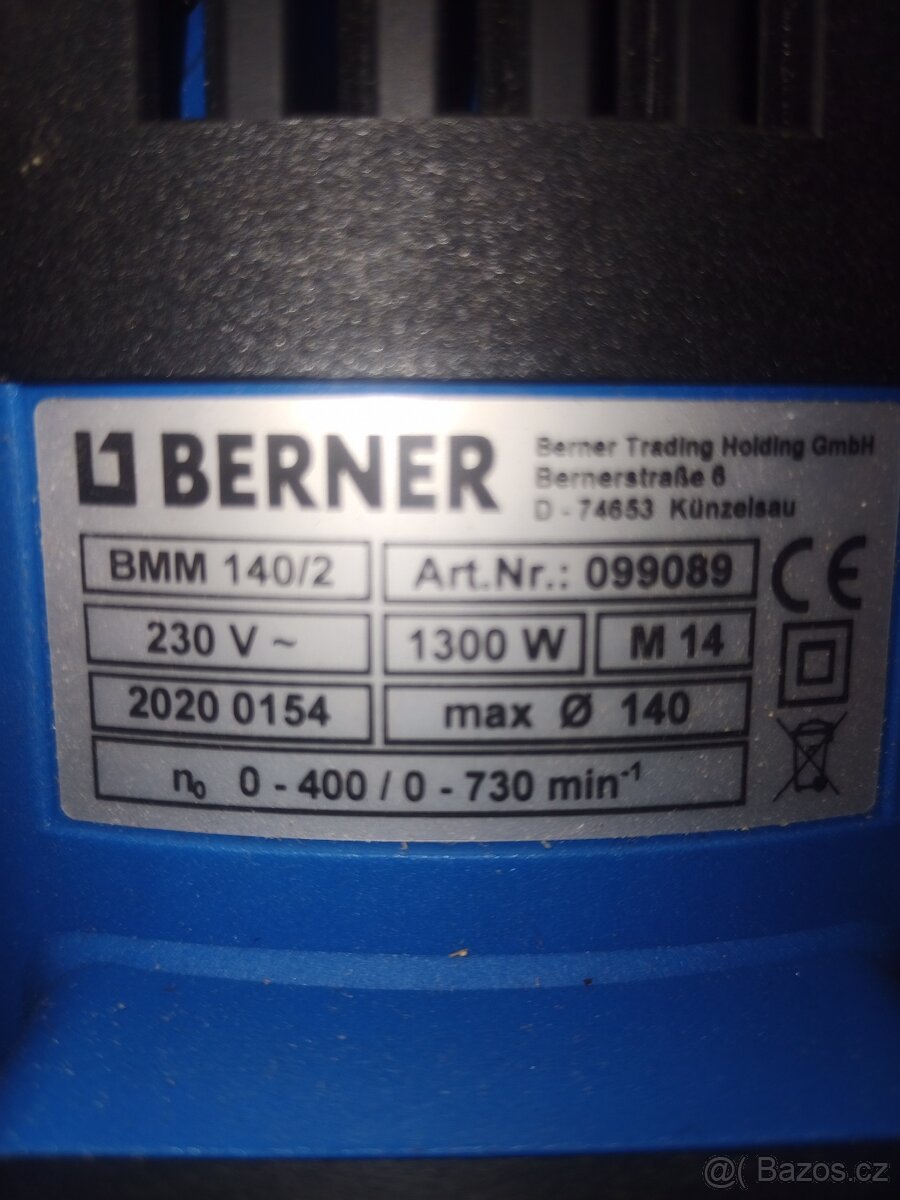 BERNER
Berner Trading Holding GmbH
Bernerstraße 6
D - 74653 Künzelsau
BMM 140/2
Art.Nr.: 099089
CE
230 V ~
1300 W
M 14
2020 0154
max Ø 140
n₀ 0 - 400 / 0 - 730 min⁻¹
@( Bazos.cz